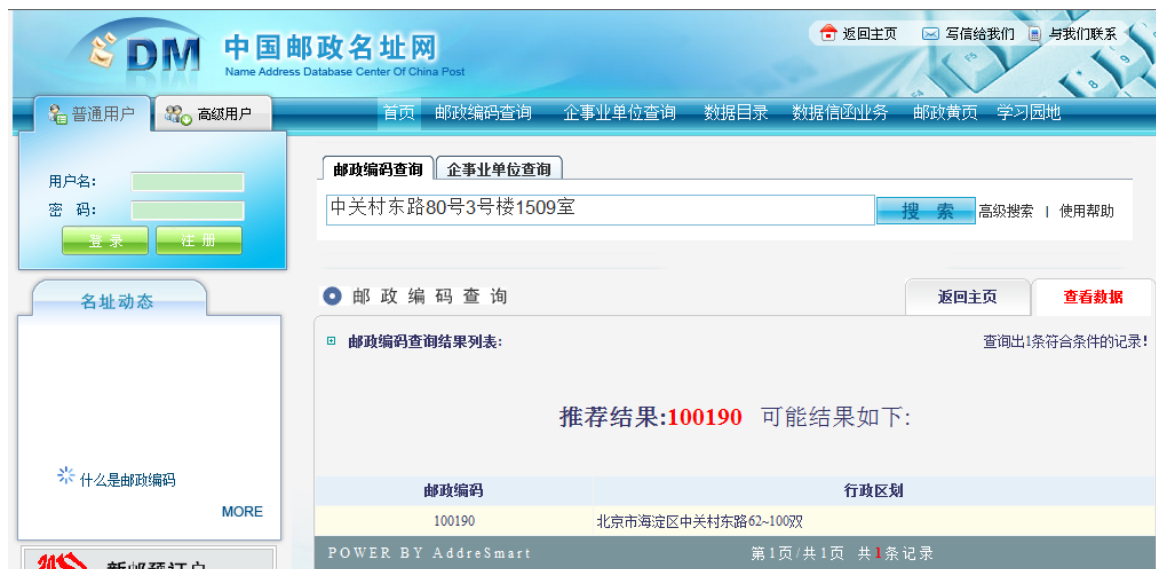 DM 中国邮政名址网
Name Address Database Center Of China Post
返回主页 写信给我们 与我们联系
普通用户 高级用户
首页 邮政编码查询 企事业单位查询 数据目录 数据信函业务 邮政黄页 学习园地
用户名：
密 码：
登录 注册
邮政编码查询 企事业单位查询
中关村东路80号3号楼1509室
搜 索 高级搜索 | 使用帮助
名址动态
什么是邮政编码
MORE
邮政编码查询
返回主页 查看数据
邮政编码查询结果列表:
查询出1条符合条件的记录!
推荐结果:100190 可能结果如下:
邮政编码 行政区划
100190 北京市海淀区中关村东路62~100双
POWER BY AddreSmart 第1页/共1页 共1条记录